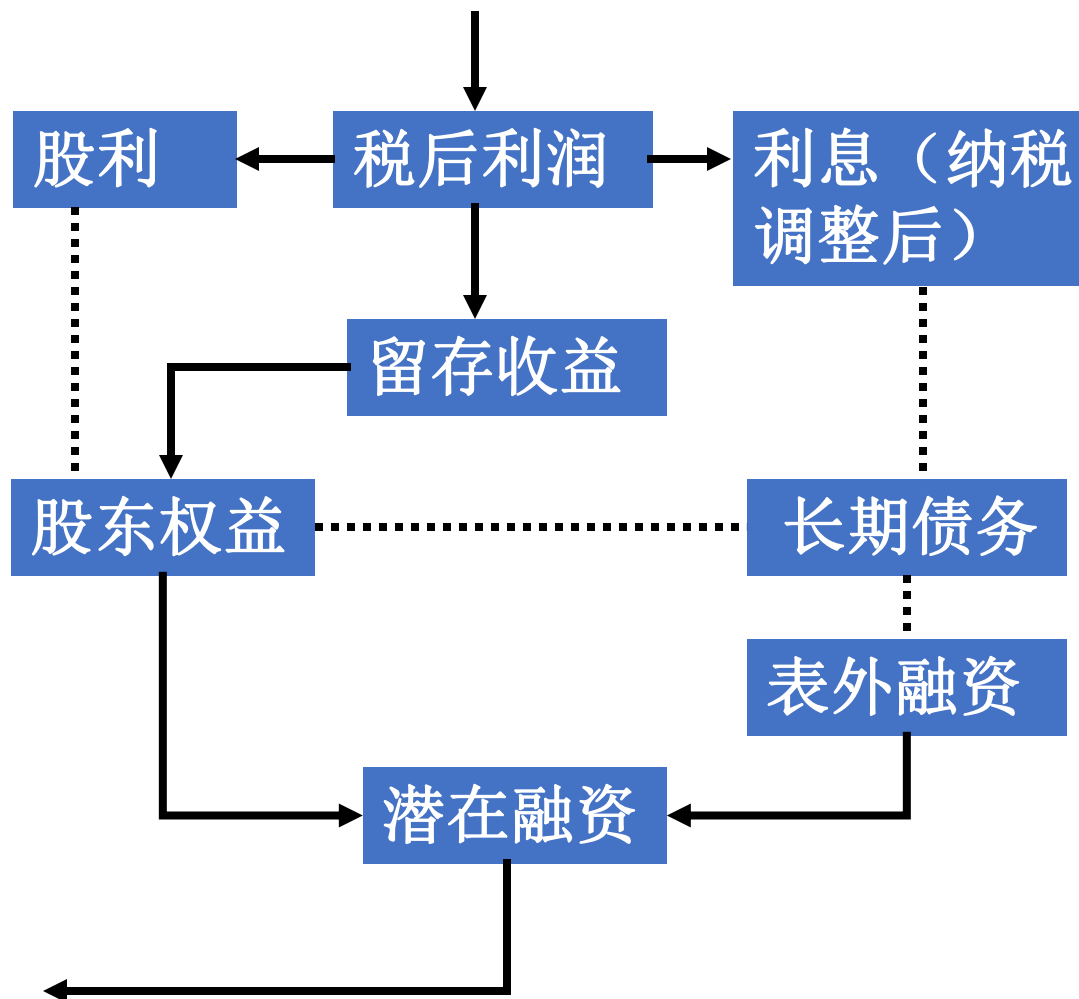 股利
税后利润
利息（纳税
调整后）
留存收益
股东权益
长期债务
表外融资
潜在融资